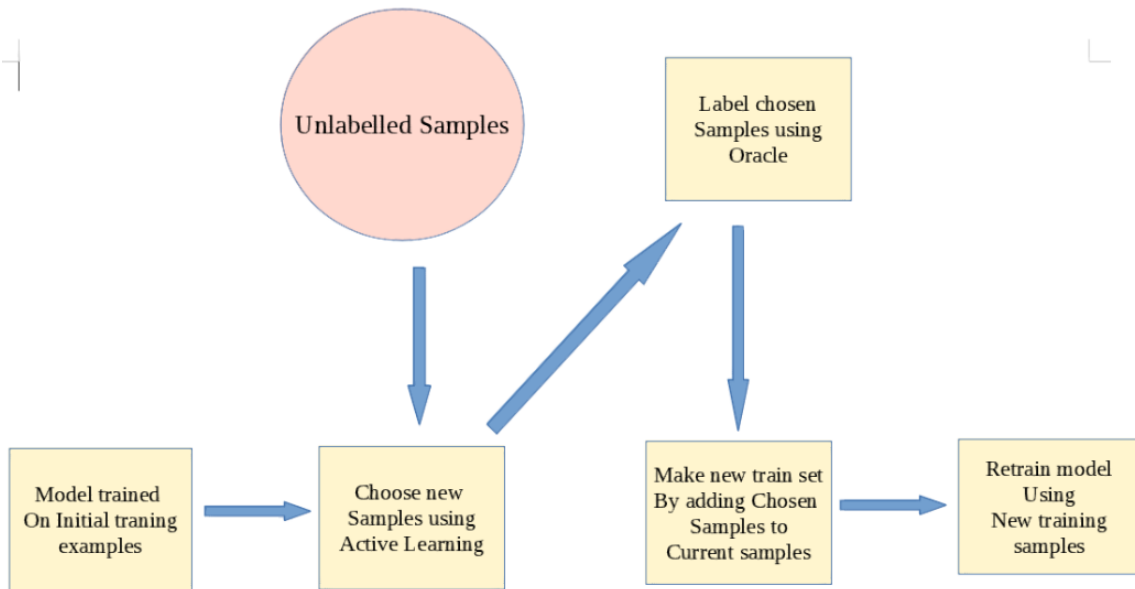 Unlabelled Samples
Label chosen
Samples using
Oracle
Model trained
On Initial traning
examples
Choose new
Samples using
Active Learning
Make new train set
By adding Chosen
Samples to
Current samples
Retrain model
Using
New training
samples